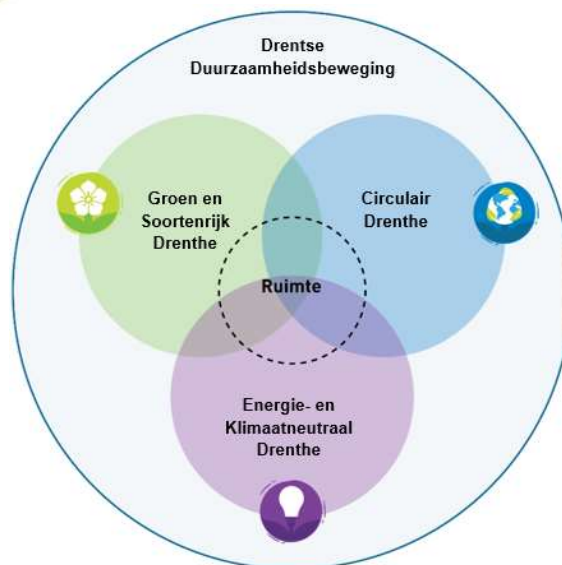 Drentse
Duurzaamheidsbeweging
Groen en
Soortenrijk
Drenthe
Circulair
Drenthe
Ruimte
Energie- en
Klimaatneutraal
Drenthe